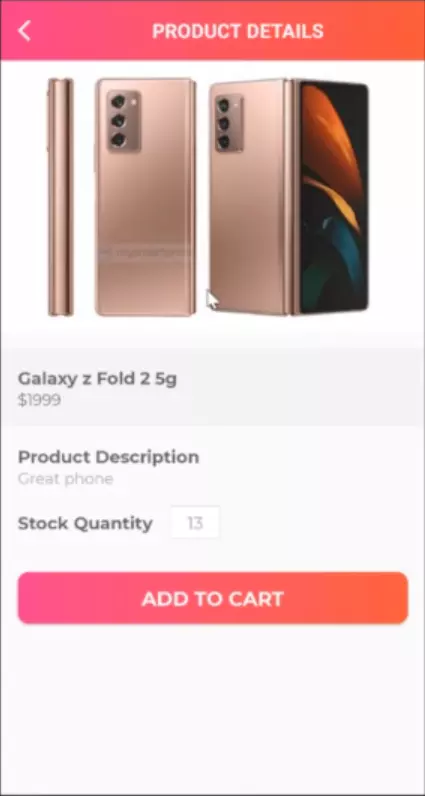 PRODUCT DETAILS
Galaxy z Fold 2 5g
$1999
Product Description
Great phone
Stock Quantity 13
ADD TO CART